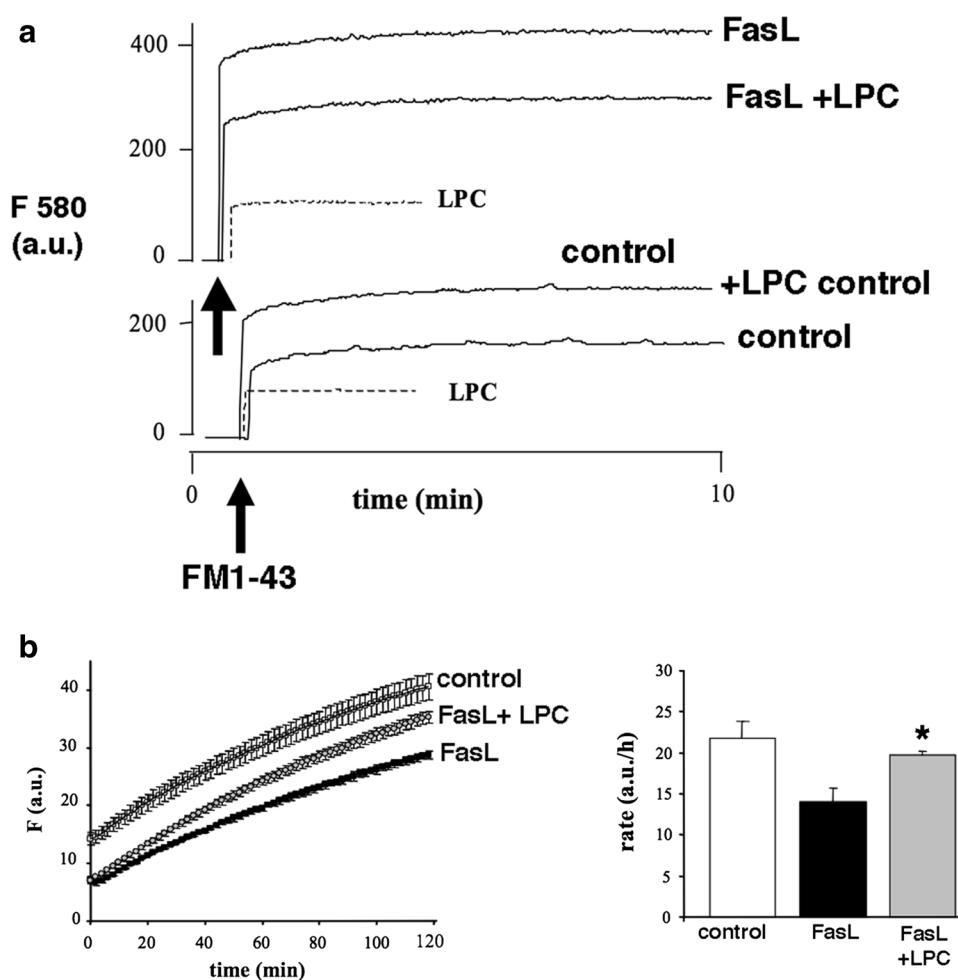 a
400
200
0
F 580
(a.u.)
FasL
FasL +LPC
LPC
control
+LPC control
control
LPC
200
0
0
time (min)
10
FM1-43
b
F (a.u.)
40
30
20
10
0
control
FasL+ LPC
FasL
0 20 40 60 80 100 120
time (min)
rate (a.u./h)
30
25
20
15
10
5
0
*
control FasL FasL
+LPC